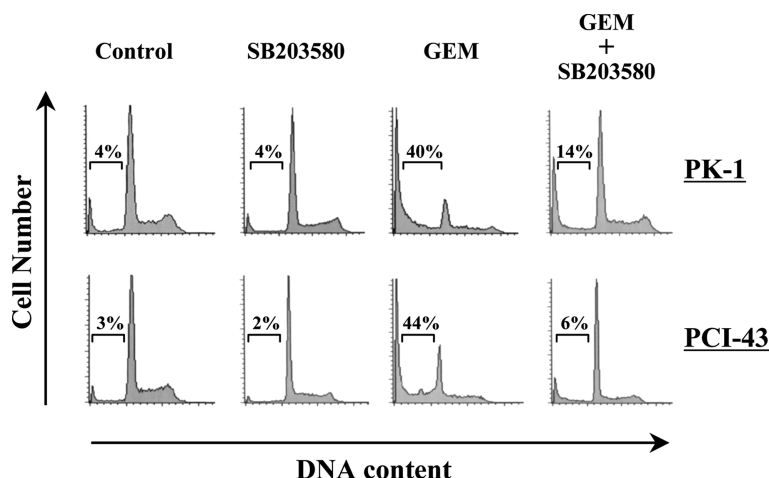 Control
SB203580
GEM
GEM
+
SB203580
Cell Number
4%
4%
40%
14%
PK-1
3%
2%
44%
6%
PCI-43
DNA content